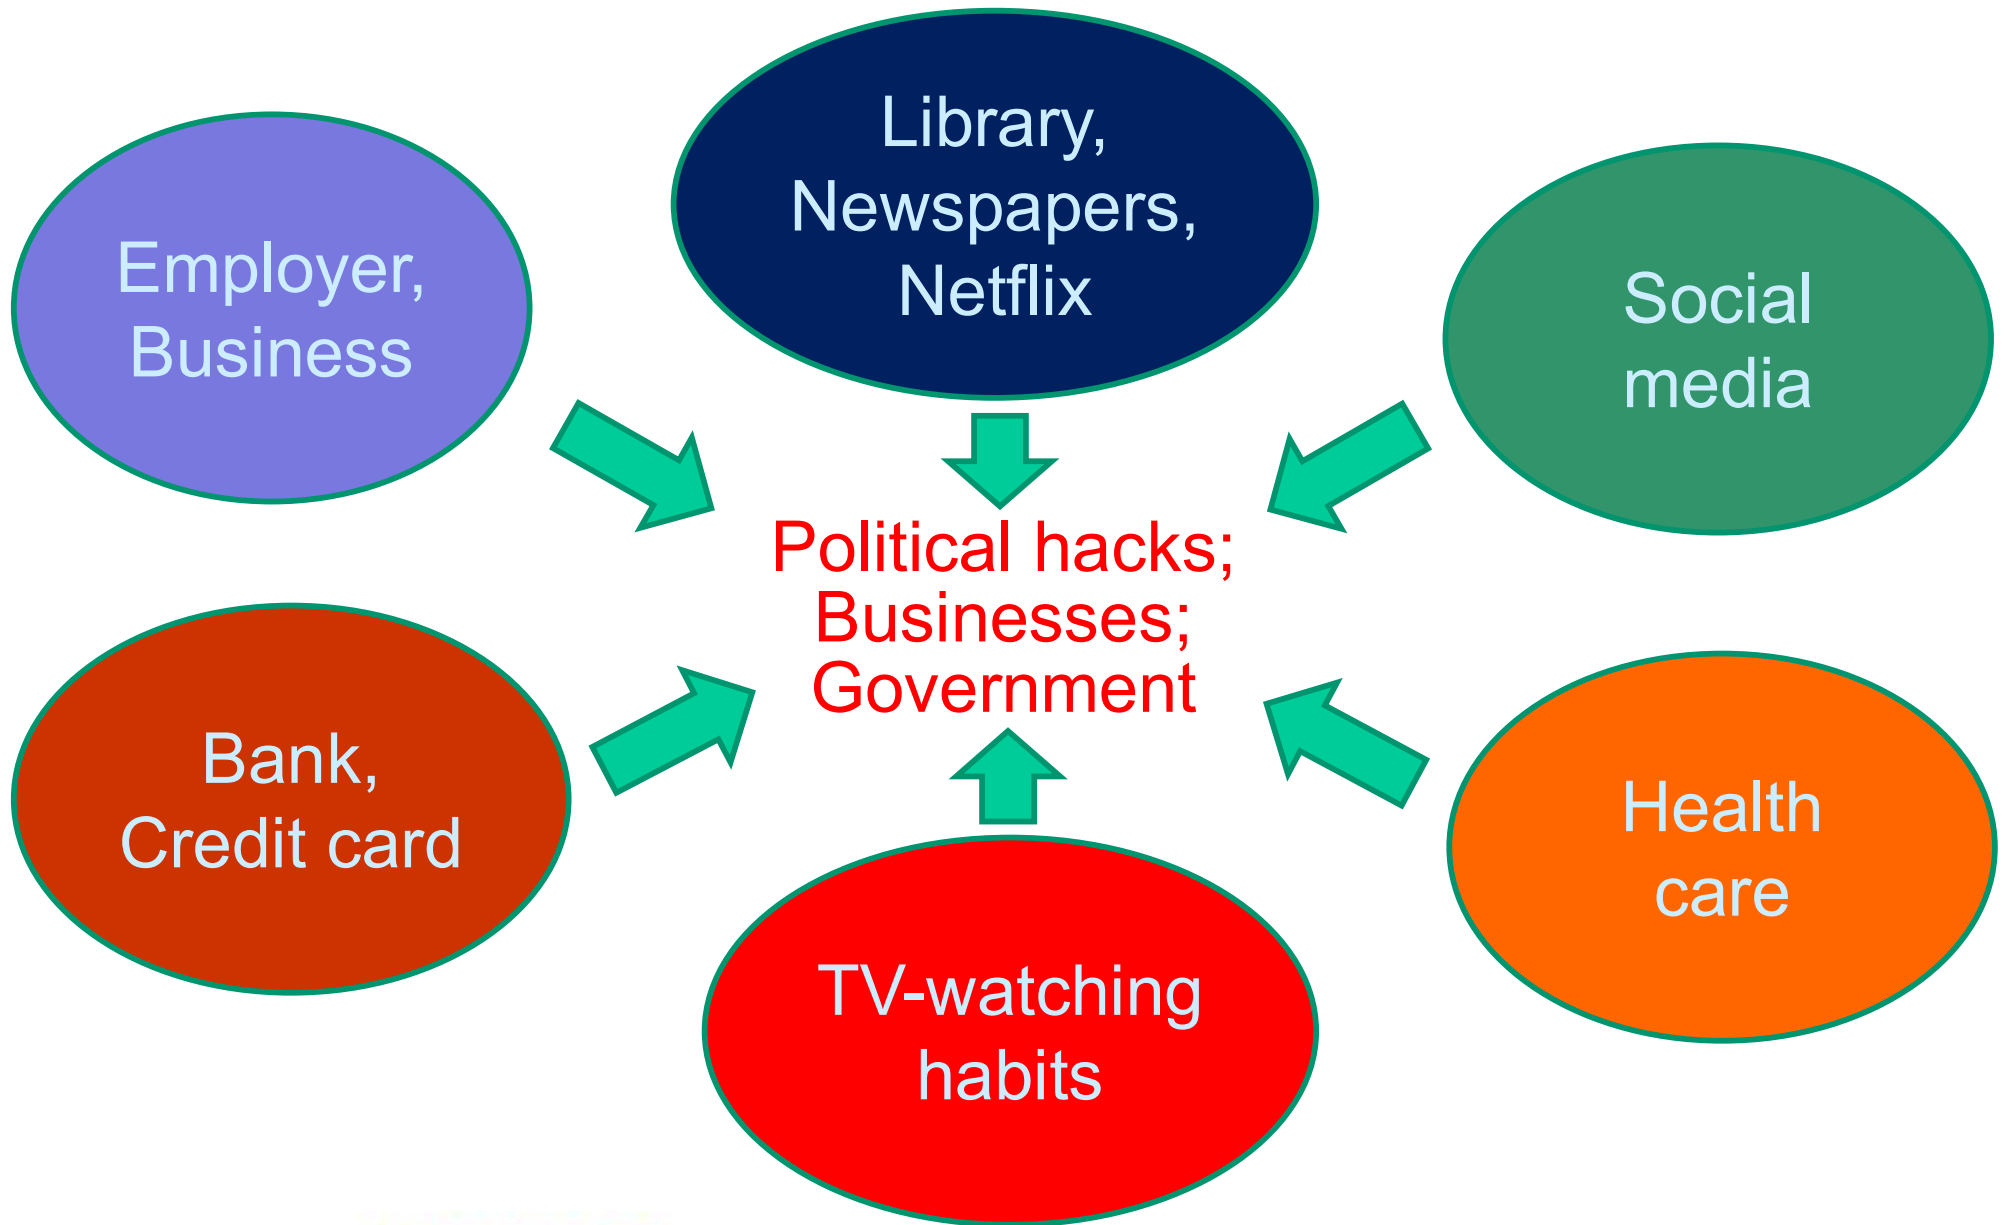 Library,
Newspapers,
Netflix
Employer,
Business
Social
media
Political hacks;
Businesses;
Government
Bank,
Credit card
Health
care
TV-watching
habits